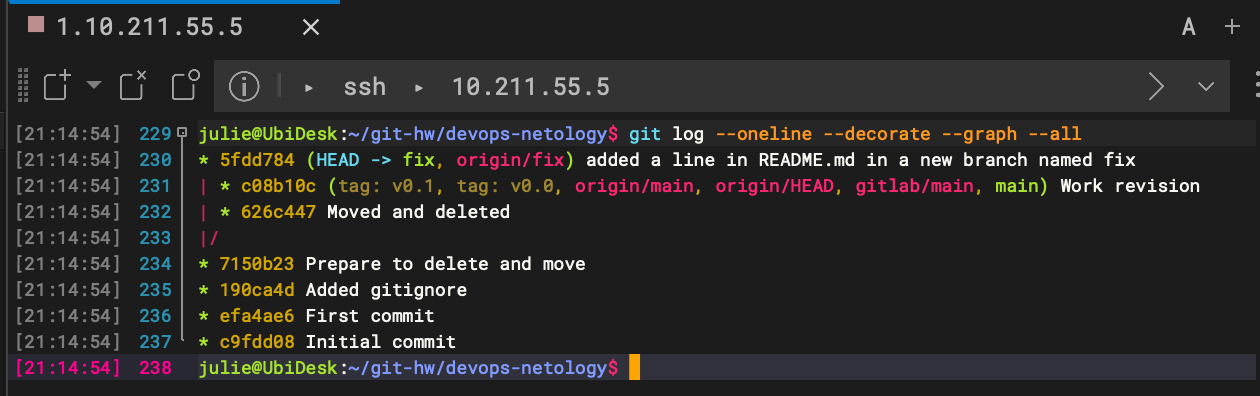 1.10.211.55.5
A
ssh 10.211.55.5
[21:14:54] 229 julie@UbiDesk:~/git-hw/devops-netology$ git log --oneline --decorate --graph --all
[21:14:54] 230 * 5fdd784 (HEAD -> fix, origin/fix) added a line in README.md in a new branch named fix
[21:14:54] 231 | * c08b10c (tag: v0.1, tag: v0.0, origin/main, origin/HEAD, gitlab/main, main) Work revision
[21:14:54] 232 | * 626c447 Moved and deleted
[21:14:54] 233 |/
[21:14:54] 234 * 7150b23 Prepare to delete and move
[21:14:54] 235 * 190ca4d Added gitignore
[21:14:54] 236 * efa4ae6 First commit
[21:14:54] 237 * c9fdd08 Initial commit
[21:14:54] 238 julie@UbiDesk:~/git-hw/devops-netology$